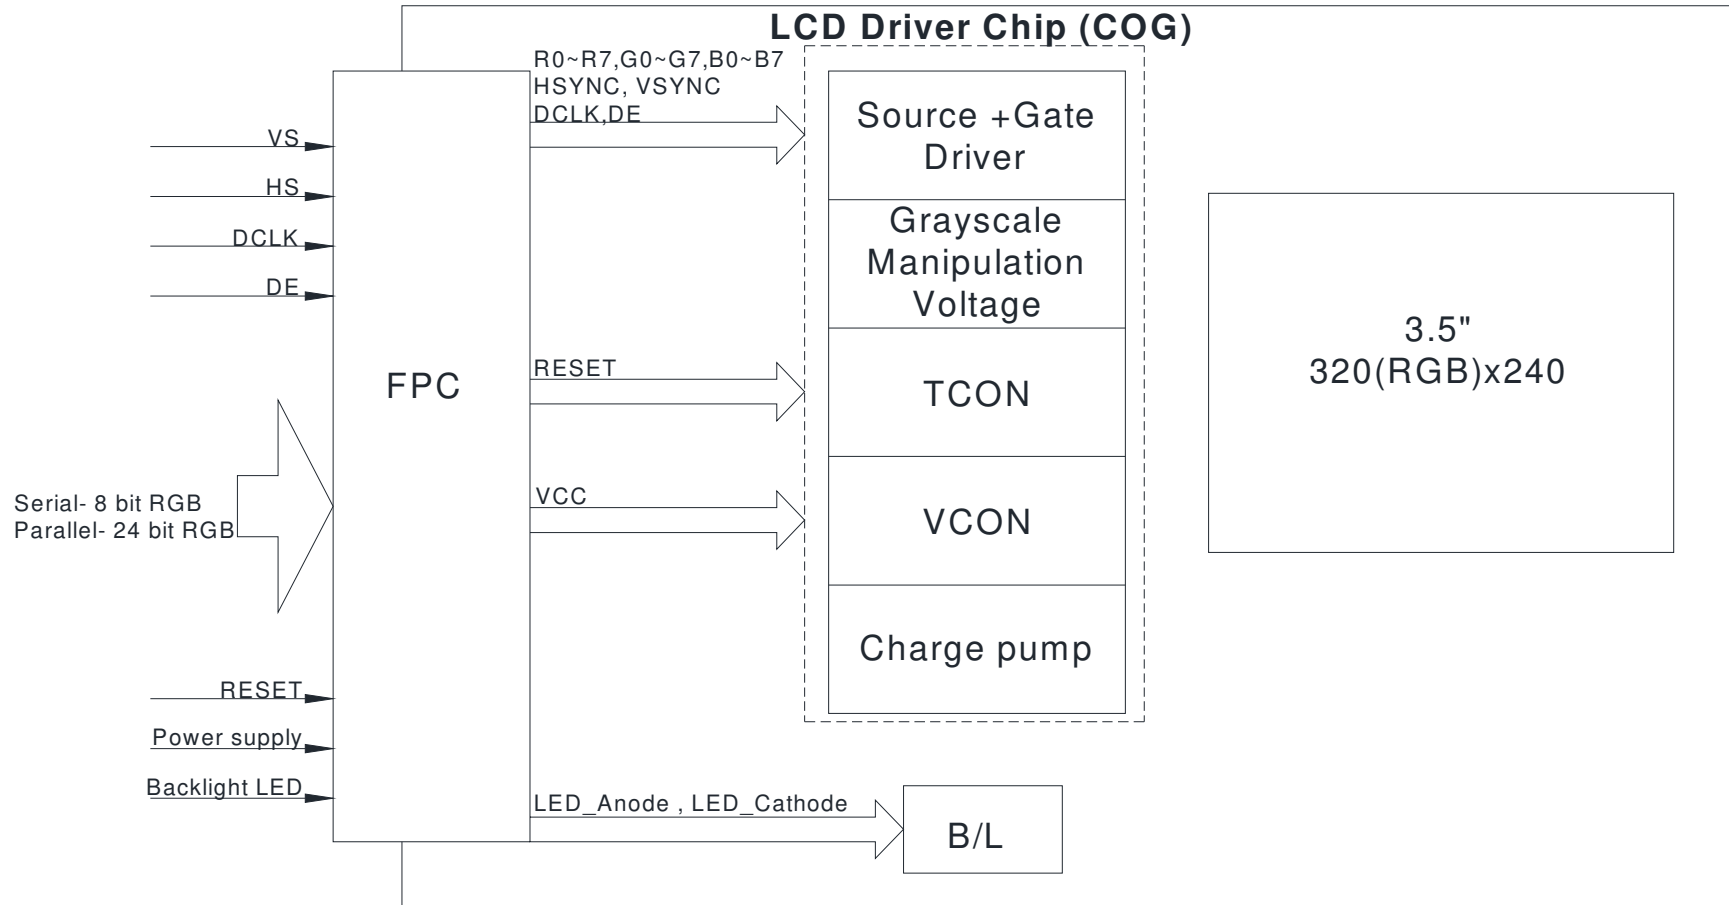 LCD Driver Chip (COG)
R0~R7,G0~G7,B0~B7
HSYNC, VSYNC
DCLK,DE
VS
HS
DCLK
DE
Serial- 8 bit RGB
Parallel- 24 bit RGB
RESET
Power supply
Backlight LED
FPC
RESET
VCC
LED_Anode , LED_Cathode
Source +Gate
Driver
Grayscale
Manipulation
Voltage
TCON
VCON
Charge pump
B/L
3.5"
320(RGB)x240